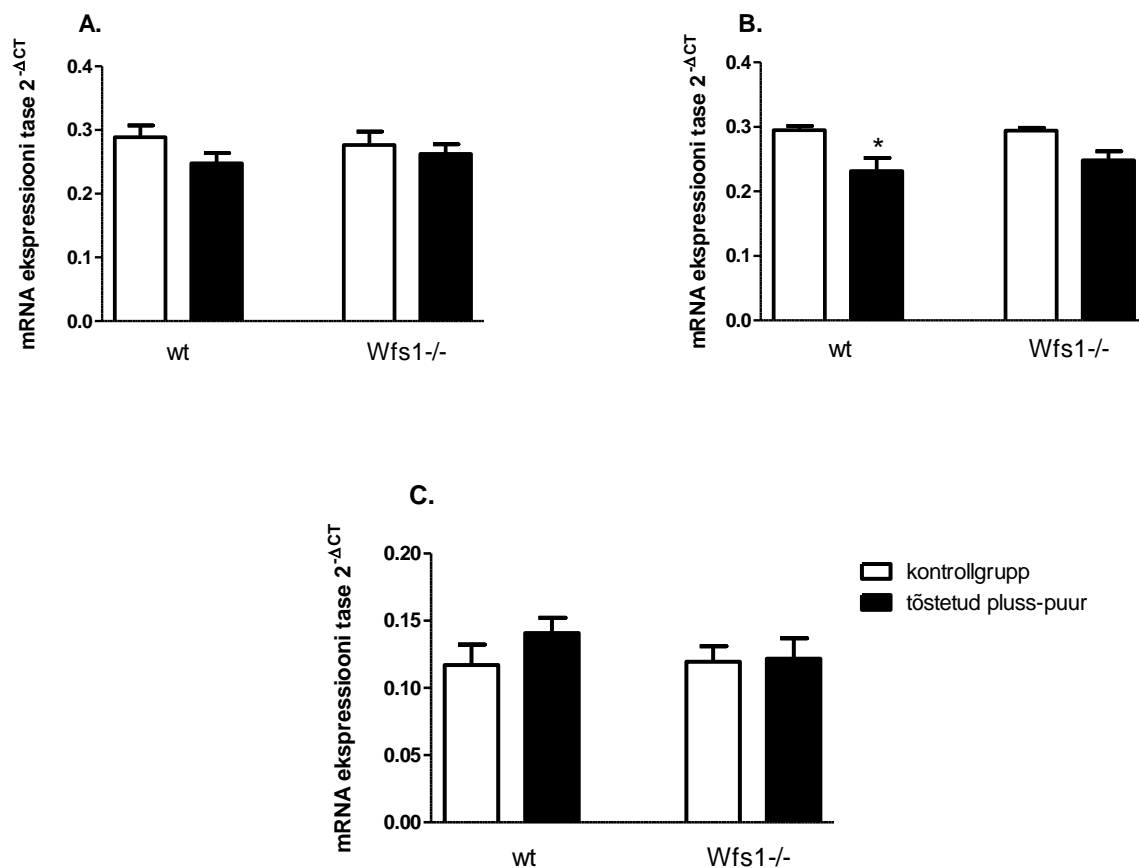 A.
mRNA ekspressiooni tase 2^-ΔCT
0.4
0.3
0.2
0.1
0.0
wt Wfs1-/-
B.
mRNA ekspressiooni tase 2^-ΔCT
0.4
0.3
0.2
0.1
0.0
*
wt Wfs1-/-
C.
mRNA ekspressiooni tase 2^-ΔCT
0.20
0.15
0.10
0.05
0.00
wt Wfs1-/-
kontrollgrupp
tõstetud pluss-puur